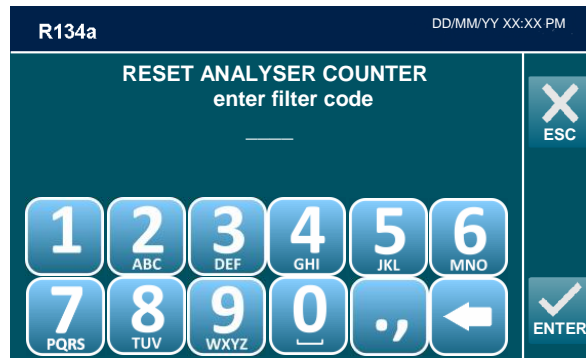 R134a
DD/MM/YY XX:XX PM
RESET ANALYSER COUNTER
enter filter code
____
ESC
1 2 3 4 5 6
ABC DEF GHI JKL MNO
7 8 9 0 .,
PQRS TUV WXYZ
ENTER